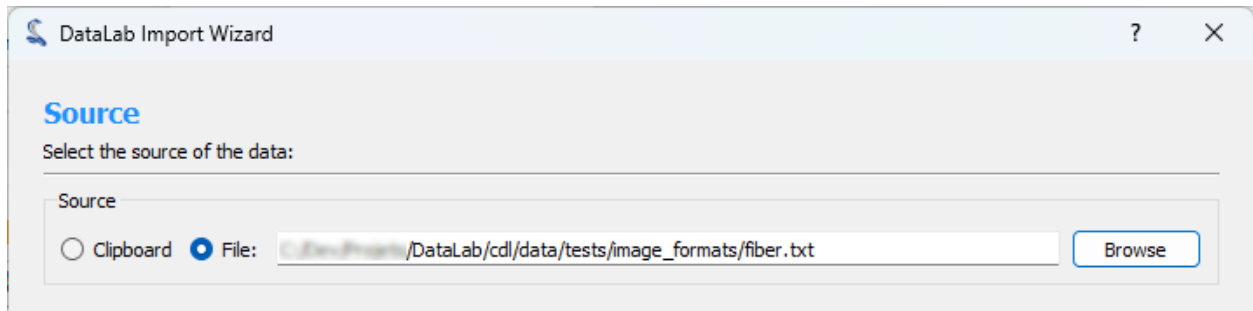 DataLab Import Wizard ?
Source
Select the source of the data:
Source
Clipboard File: /DataLab/cdl/data/tests/image_formats/fiber.txt Browse